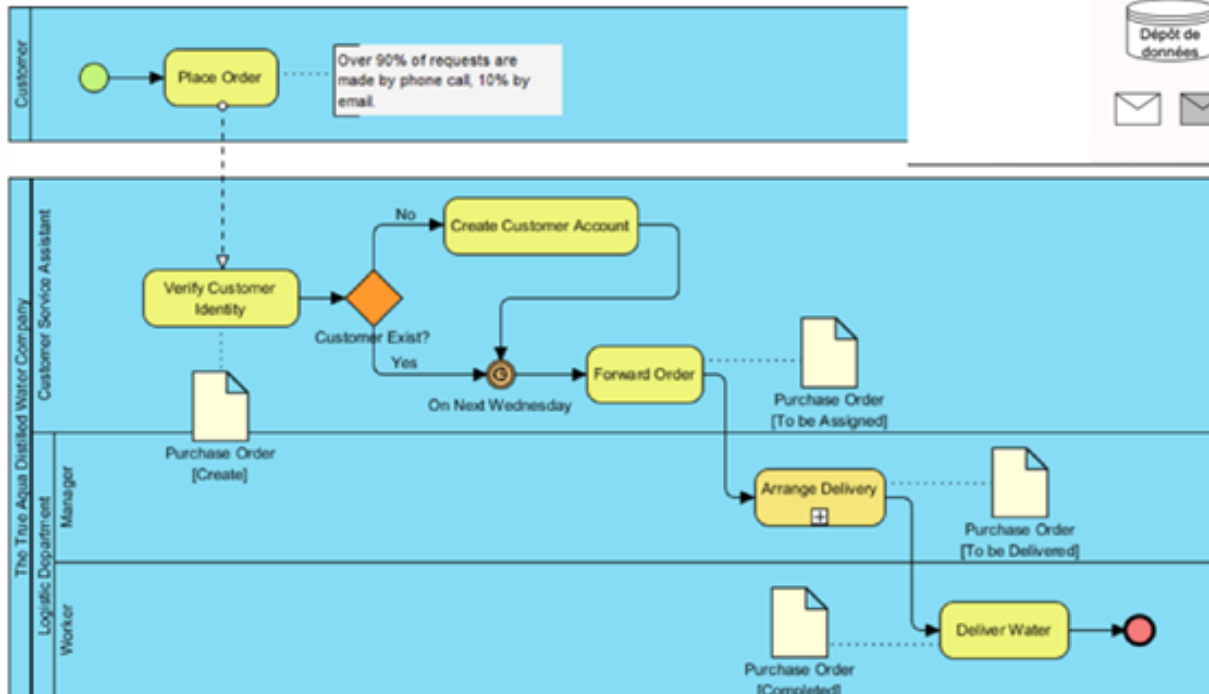 Customer
Place Order
Over 90% of requests are
made by phone call, 10% by
email.
Dépôt de
données
The True Aqua Distilled Water Company
Customer Service Assistant
Verify Customer
Identity
No
Create Customer Account
Customer Exist?
Yes
On Next Wednesday
Forward Order
Purchase Order
[To be Assigned]
Purchase Order
[Create]
Logistic Department
Manager
Arrange Delivery
Purchase Order
[To be Delivered]
Worker
Deliver Water
Purchase Order
[Completed]